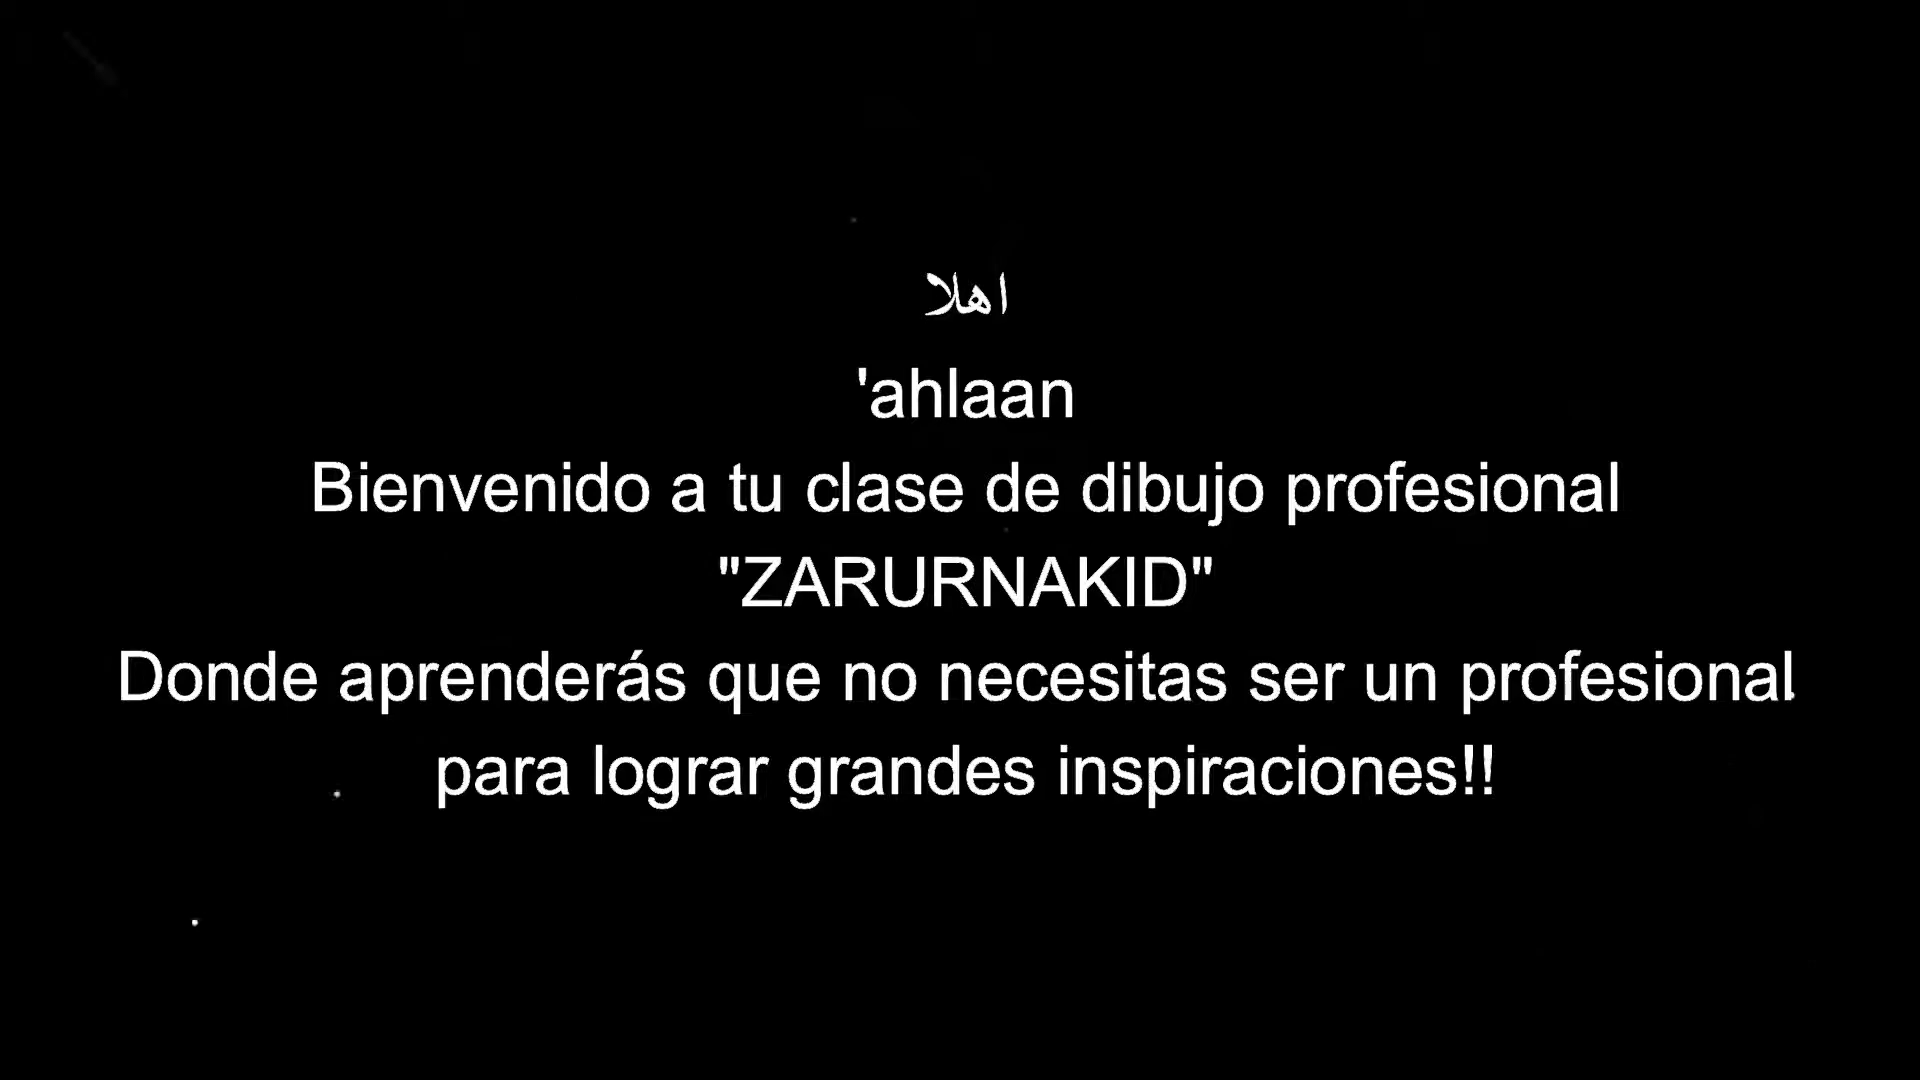 اهلا
'ahlaan
Bienvenido a tu clase de dibujo profesional
"ZARURNAKID"
Donde aprenderás que no necesitas ser un profesional
para lograr grandes inspiraciones!!